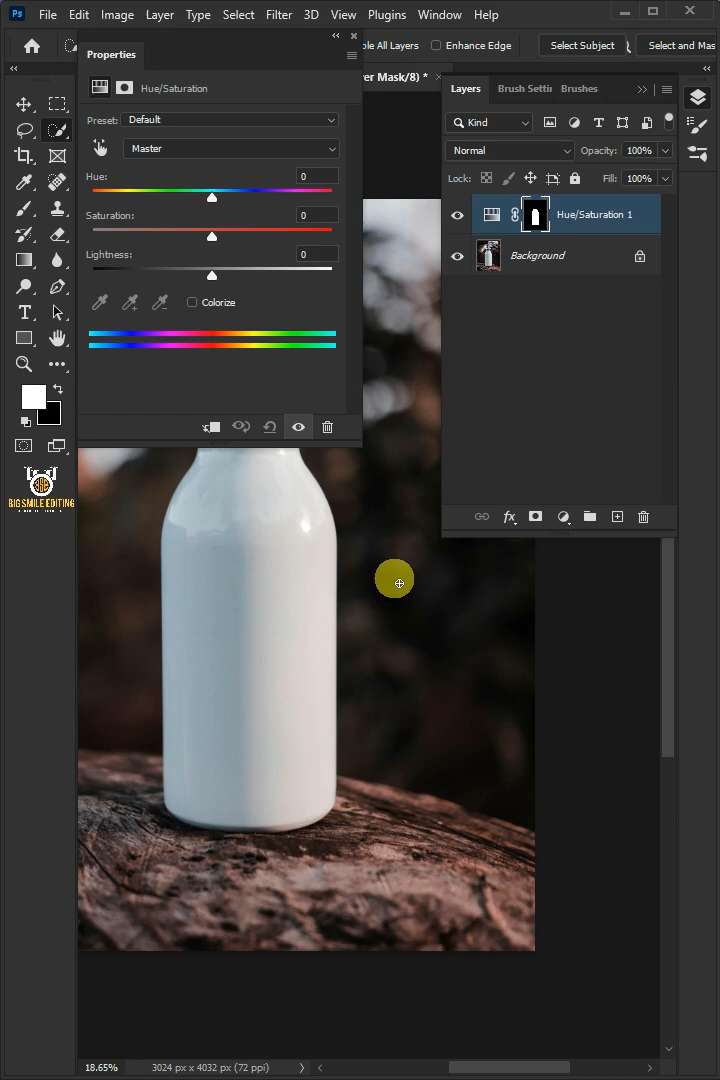 Ps File Edit Image Layer Type Select Filter 3D View Plugins Window Help
ple All Layers Enhance Edge Select Subject Select and Mas
er Mask/8) *
Properties
Hue/Saturation
Preset: Default
Master
Hue: 0
Saturation: 0
Lightness: 0
Colorize
Layers Brush Settin Brushes
Kind
Normal Opacity: 100%
Lock: Fill: 100%
Hue/Saturation 1
Background
fx
BIG SMILE EDITING
18.65% 3024 px x 4032 px (72 ppi)